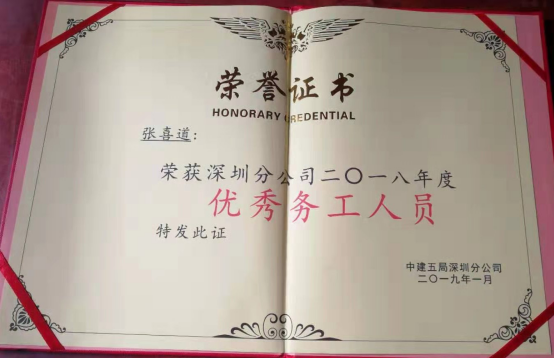 荣誉证书
HONORARY CREDENTIAL
张喜道：
荣获深圳分公司二〇一八年度
优秀务工人员
特发此证
中建五局深圳分公司
二〇一九年一月